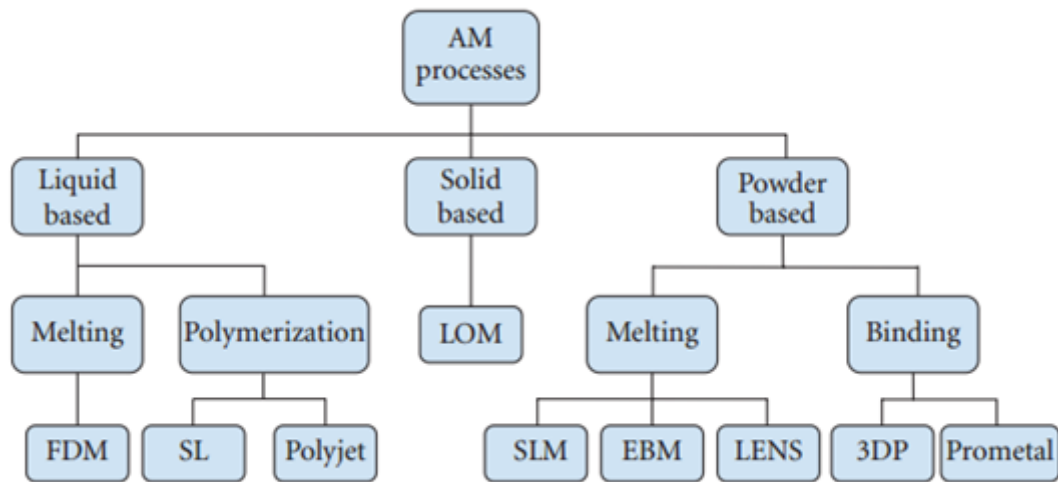 AM
processes
Liquid
based
Solid
based
Powder
based
Melting
Polymerization
LOM
Melting
Binding
FDM
SL
Polyjet
SLM
EBM
LENS
3DP
Prometal